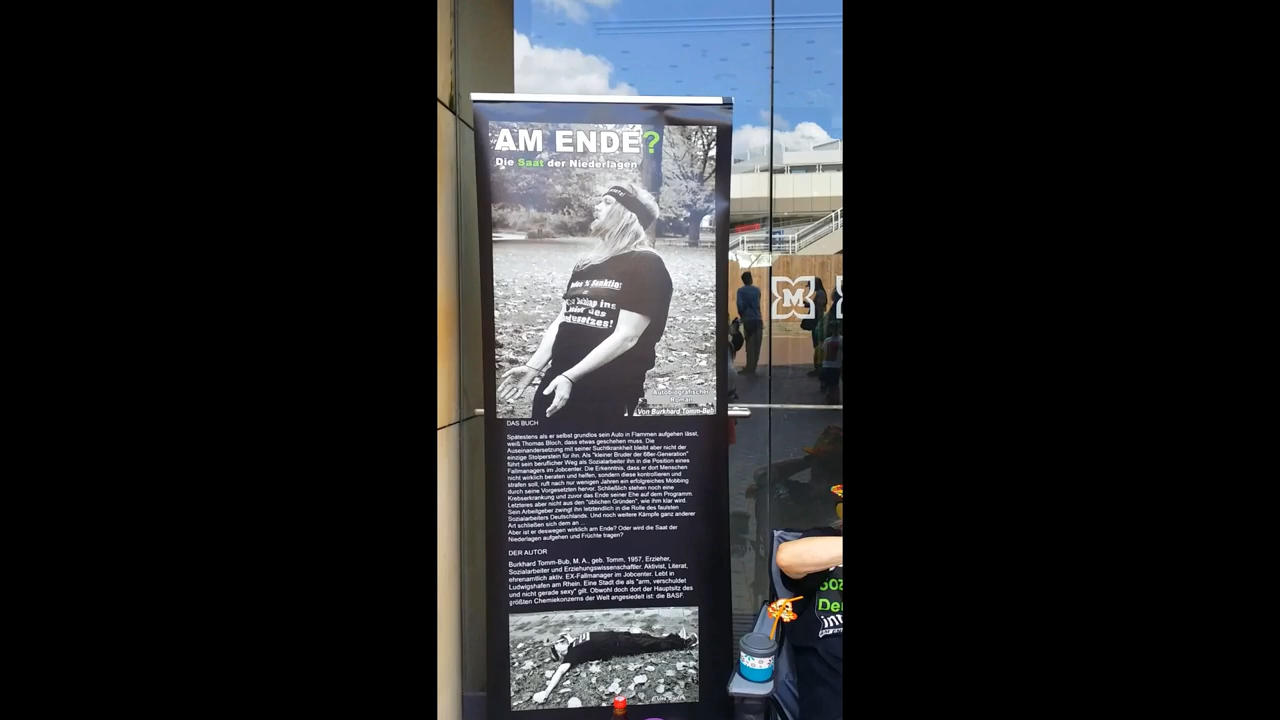 AM ENDE?
Die Saat der Niederlagen
Autobiografischer
Roman
Von Burkhard Tomm-Bub
DAS BUCH
Spätestens als er selbst grundlos sein Auto in Flammen aufgehen lässt,
weiß Thomas Bloch, dass etwas geschehen muss. Die
Auseinandersetzung mit seiner Suchtkrankheit bleibt aber nicht der
einzige Stolperstein für ihn. Als "kleiner Bruder der 68er-Generation"
führt sein beruflicher Weg als Sozialarbeiter ihn in die Position eines
Fallmanagers im Jobcenter. Die Erkenntnis, dass er dort Menschen
nicht wirklich beraten und helfen, sondern diese kontrollieren und
strafen soll, ruft nach nur wenigen Jahren ein erfolgreiches Mobbing
durch seine Vorgesetzten hervor. Schließlich stehen noch eine
Krebserkrankung und zuvor das Ende seiner Ehe auf dem Programm.
Letzteres aber nicht aus den "üblichen Gründen", wie ihm klar wird.
Sein Arbeitgeber zwingt ihn letztendlich in die Rolle des faulsten
Sozialarbeiters Deutschlands. Und noch weitere Kämpfe ganz anderer
Art schließen sich dem an ...
Aber ist er deswegen wirklich am Ende? Oder wird die Saat der
Niederlagen aufgehen und Früchte tragen?
DER AUTOR
Burkhard Tomm-Bub, M. A., geb. Tomm, 1957, Erzieher,
Sozialarbeiter und Erziehungswissenschaftler. Aktivist, Literat,
ehrenamtlich aktiv. EX-Fallmanager im Jobcenter. Lebt in
Ludwigshafen am Rhein. Eine Stadt die als "arm, verschuldet
und nicht gerade sexy" gilt. Obwohl doch dort der Hauptsitz des
größten Chemiekonzerns der Welt angesiedelt ist: die BASF.
M